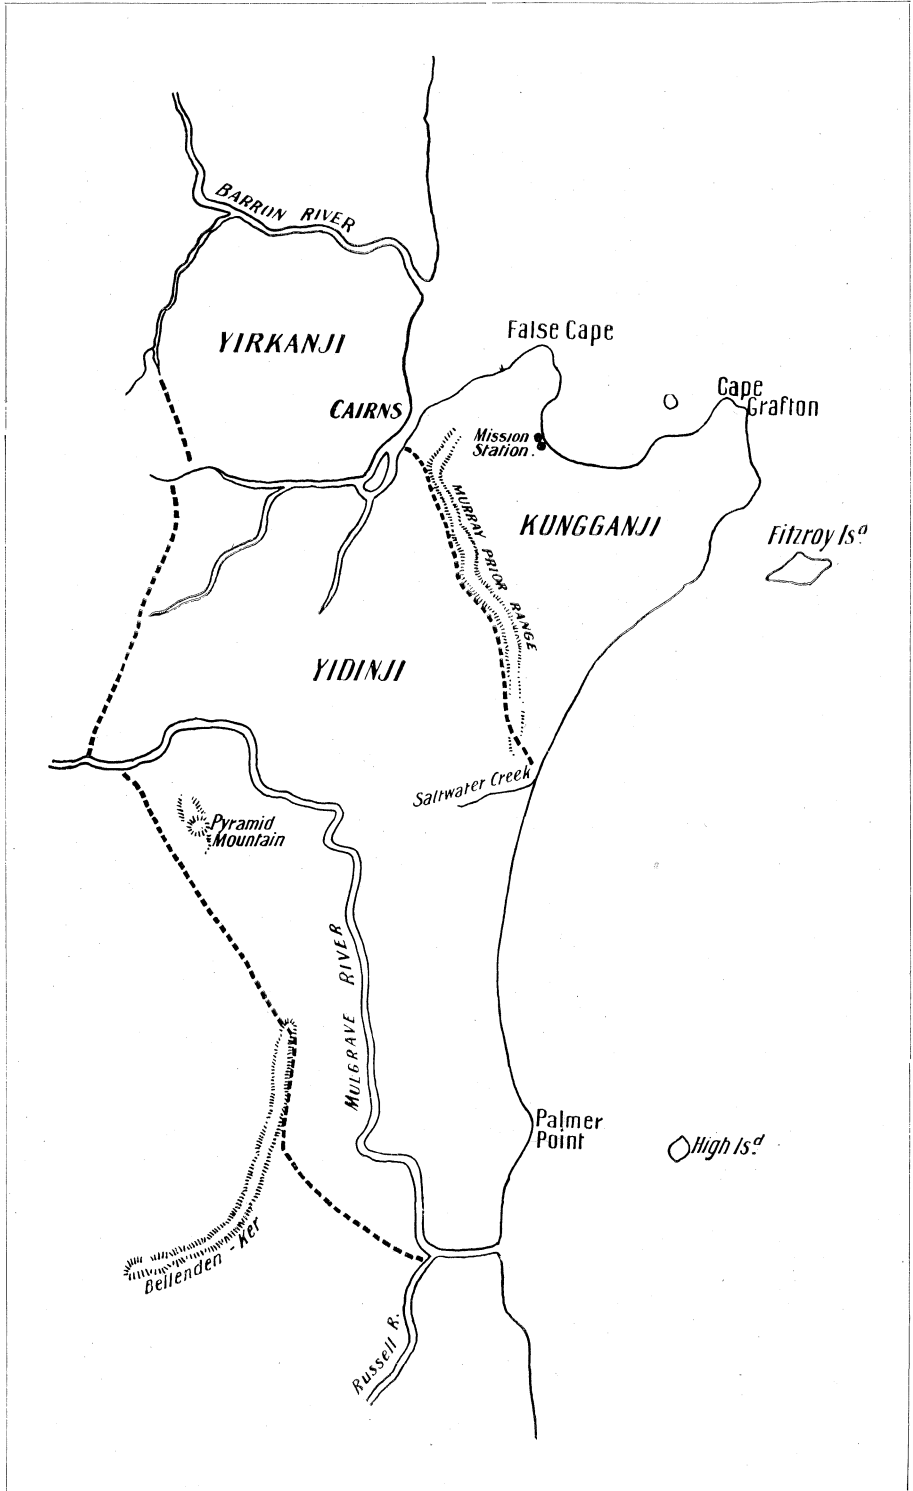 BARRON RIVER
YIRKANJI
False Cape
CAIRNS
Cape
Grafton
Mission
Station.
MURRAY PRIOR RANGE
KUNGGANJI
Fitzroy Isᵈ.
YIDINJI
Saltwater Creek
Pyramid
Mountain
MULGRAVE RIVER
Palmer
Point
High Isᵈ.
Bellenden-Ker
Russell R.